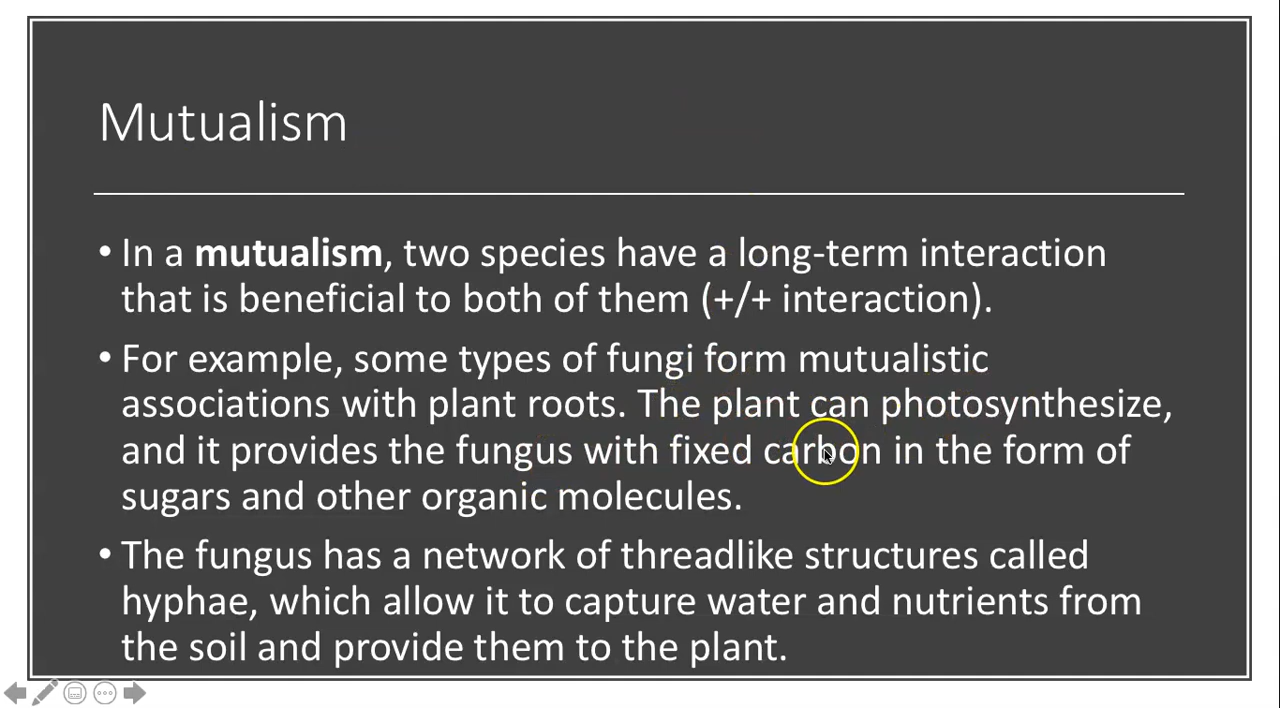 Mutualism
• In a mutualism, two species have a long-term interaction
that is beneficial to both of them (+/+ interaction).
• For example, some types of fungi form mutualistic
associations with plant roots. The plant can photosynthesize,
and it provides the fungus with fixed carbon in the form of
sugars and other organic molecules.
• The fungus has a network of threadlike structures called
hyphae, which allow it to capture water and nutrients from
the soil and provide them to the plant.